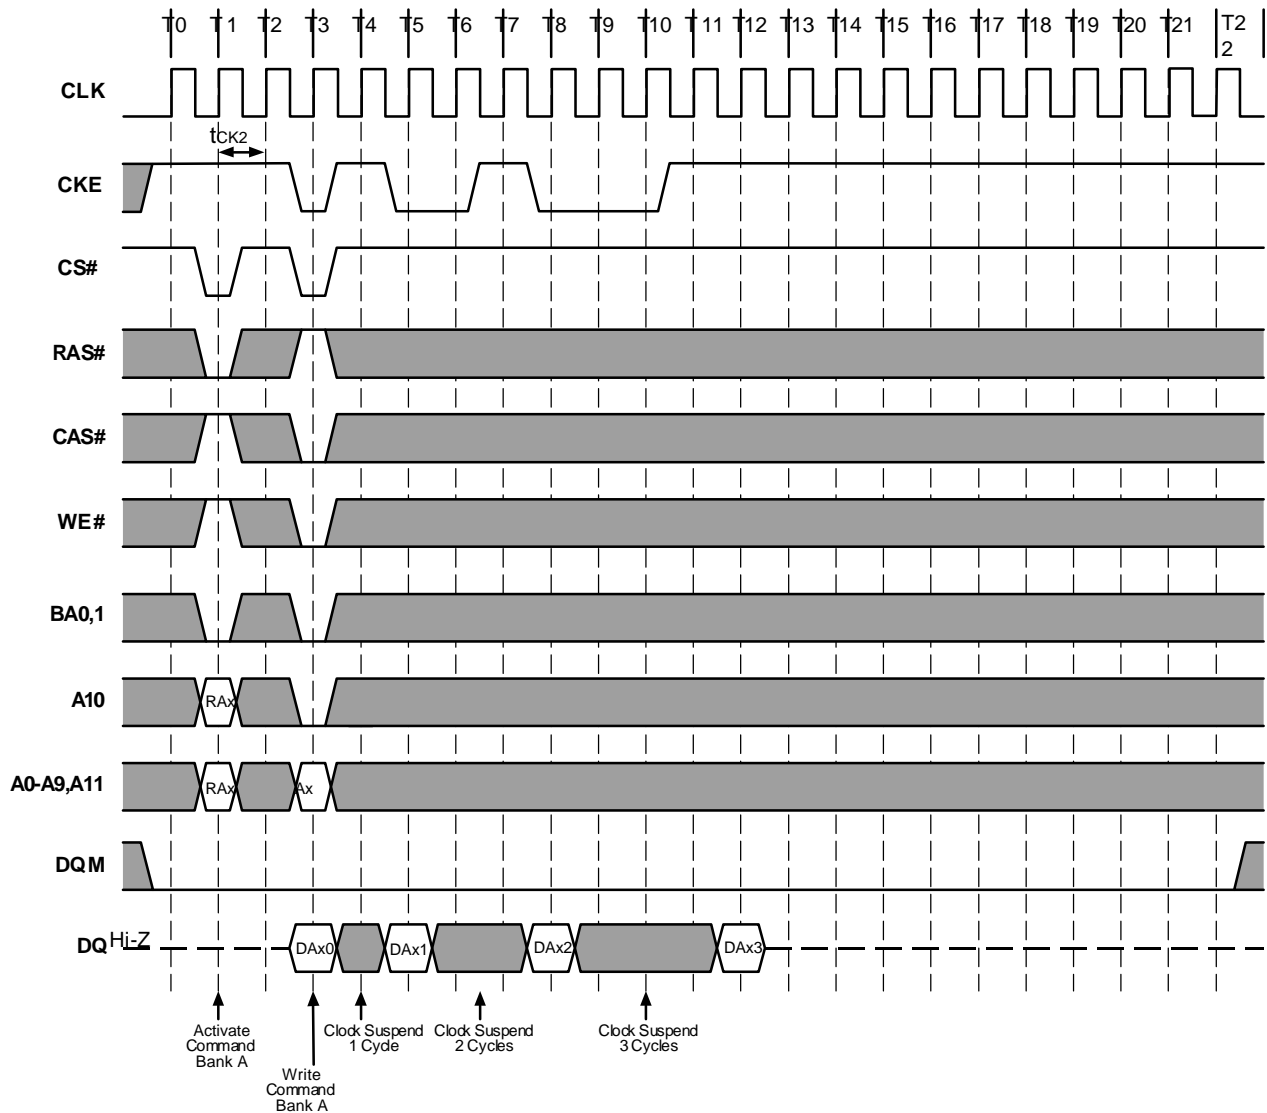 T0 T1 T2 T3 T4 T5 T6 T7 T8 T9 T10 T11 T12 T13 T14 T15 T16 T17 T18 T19 T20 T21 T2
2
CLK
tCK2
CKE
CS#
RAS#
CAS#
WE#
BA0,1
A10
RAx
A0-A9,A11
RAx Ax
DQM
DQ Hi-Z DAx0 DAx1 DAx2 DAx3
Activate
Command
Bank A
Write
Command
Bank A
Clock Suspend
1 Cycle
Clock Suspend
2 Cycles
Clock Suspend
3 Cycles